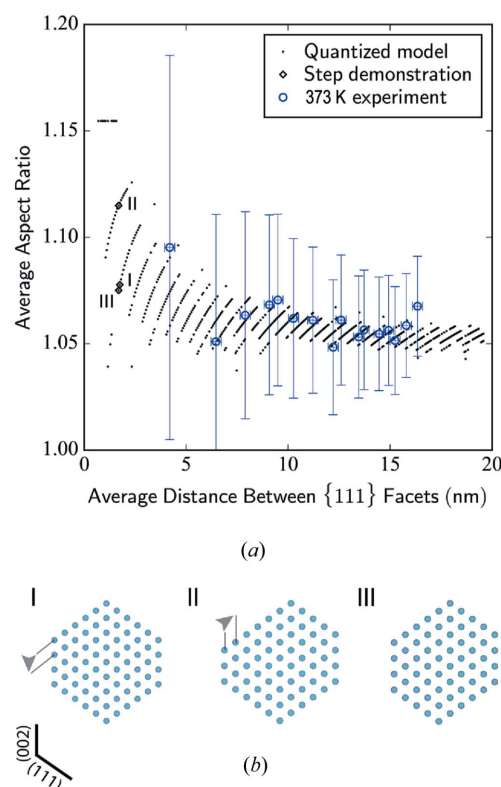 1.20
Quantized model
Step demonstration
373 K experiment
1.15
II
1.10
I
III
1.05
1.00
0 5 10 15 20
Average Aspect Ratio
Average Distance Between {111} Facets (nm)
(a)
I II III
(002)
(111)
(b)